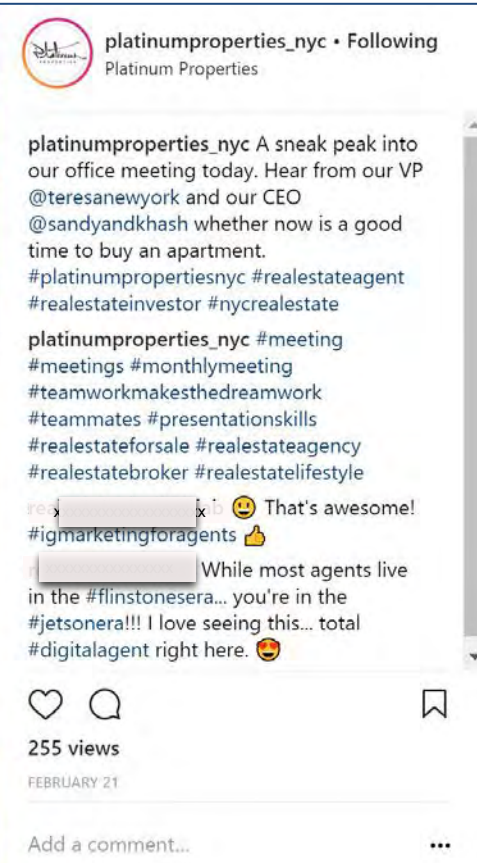 platinumproperties_nyc • Following
Platinum Properties
platinumproperties_nyc A sneak peak into
our office meeting today. Hear from our VP
@teresanewyork and our CEO
@sandyandkhash whether now is a good
time to buy an apartment.
#platinumpropertiesnyc #realestateagent
#realestateinvestor #nycrealestate
platinumproperties_nyc #meeting
#meetings #monthlymeeting
#teamworkmakesthedreamwork
#teammates #presentationskills
#realestateforsale #realestateagency
#realestatebroker #realestatelifestyle
😃 That's awesome!
#igmarketingforagents 👍
While most agents live
in the #flinstonesera... you're in the
#jetsonera!!! I love seeing this... total
#digitalagent right here. 😍
255 views
FEBRUARY 21
Add a comment...